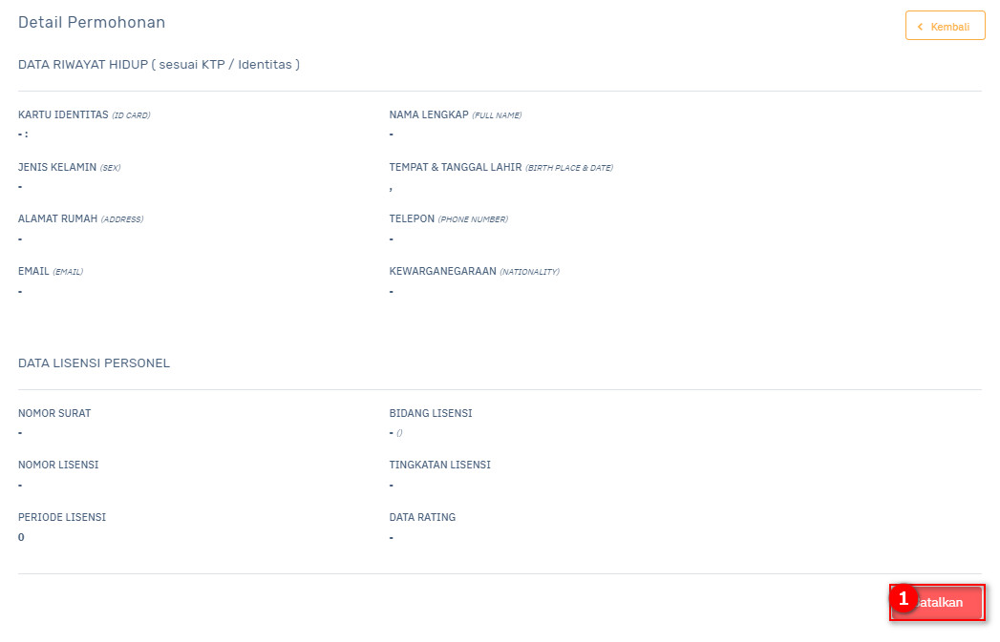 Detail Permohonan
Kembali
DATA RIWAYAT HIDUP ( sesuai KTP / Identitas )
KARTU IDENTITAS (ID CARD)
- :
NAMA LENGKAP (FULL NAME)
-
JENIS KELAMIN (SEX)
-
TEMPAT & TANGGAL LAHIR (BIRTH PLACE & DATE)
,
ALAMAT RUMAH (ADDRESS)
-
TELEPON (PHONE NUMBER)
-
EMAIL (EMAIL)
-
KEWARGANEGARAAN (NATIONALITY)
-
DATA LISENSI PERSONEL
NOMOR SURAT
-
BIDANG LISENSI
- ()
NOMOR LISENSI
-
TINGKATAN LISENSI
-
PERIODE LISENSI
0
DATA RATING
-
1
atalkan